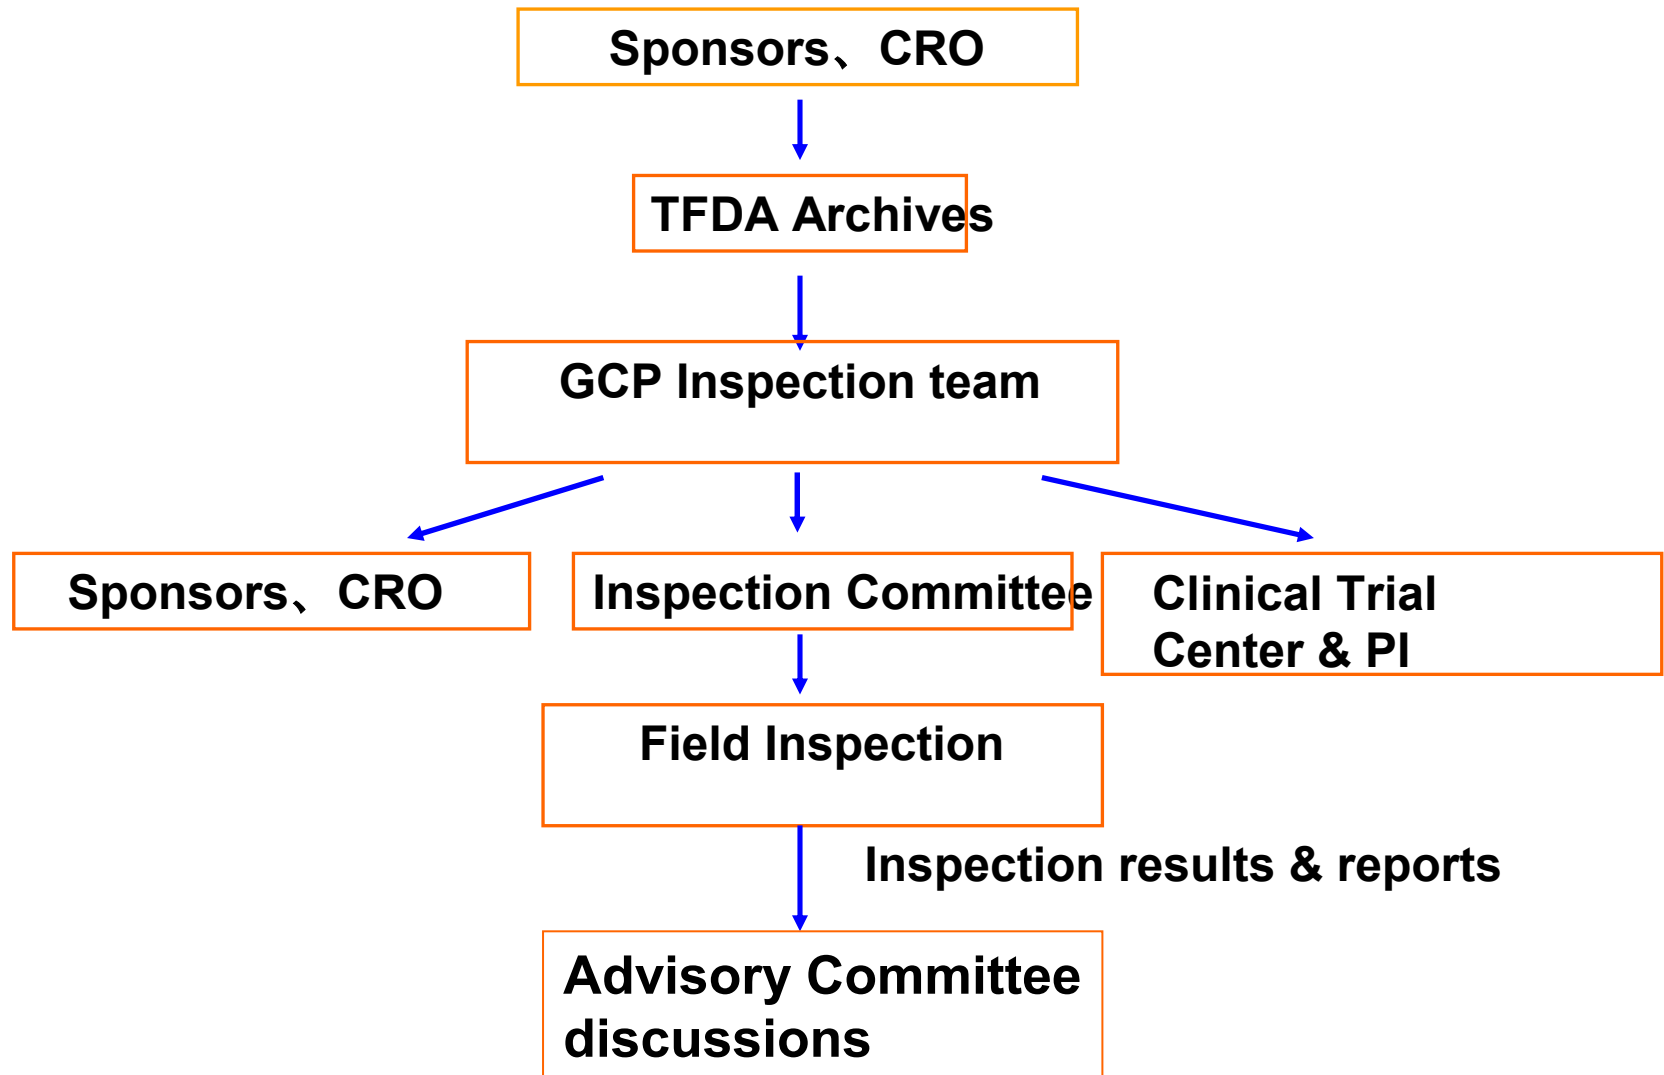 Sponsors、CRO
TFDA Archives
GCP Inspection team
Sponsors、CRO
Inspection Committee
Clinical Trial
Center & PI
Field Inspection
Inspection results & reports
Advisory Committee
discussions